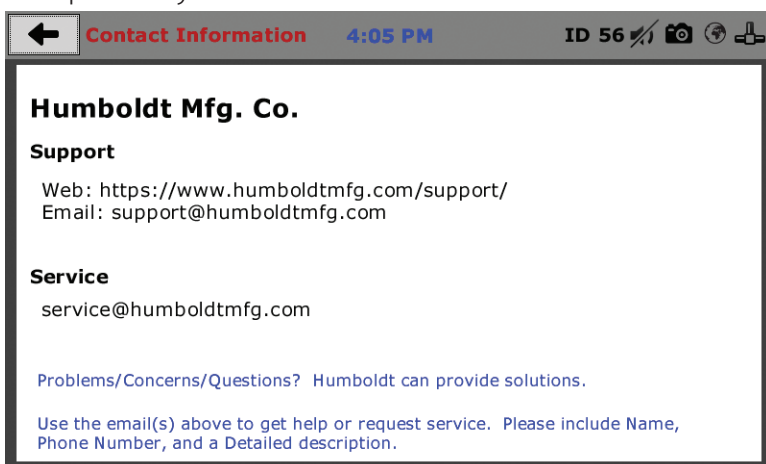 Contact Information 4:05 PM ID 56
Humboldt Mfg. Co.
Support
Web: https://www.humboldtmfg.com/support/
Email: support@humboldtmfg.com
Service
service@humboldtmfg.com
Problems/Concerns/Questions? Humboldt can provide solutions.
Use the email(s) above to get help or request service. Please include Name,
Phone Number, and a Detailed description.